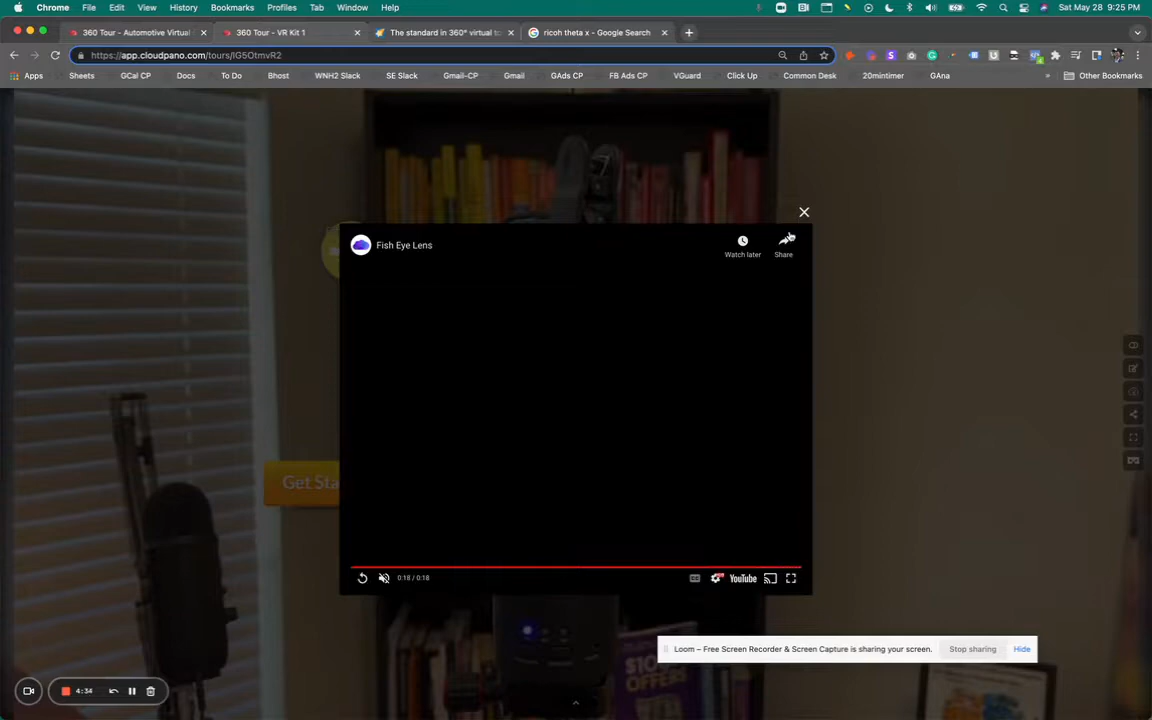 Chrome File Edit View History Bookmarks Profiles Tab Window Help Sat May 28 9:25 PM
360 Tour - Automotive Virtual 360 Tour - VR Kit 1 The standard in 360° virtual to ricoh theta x - Google Search
https://app.cloudpano.com/tours/lG5OtmvR2
Apps Sheets GCal CP Docs To Do Bhost WNH2 Slack SE Slack Gmail-CP Gmail GAds CP FB Ads CP VGuard Click Up Common Desk 20mintimer GAna » Other Bookmarks
Fish Eye Lens
Watch later Share
Get Sta
0:18 / 0:18 CC YouTube
Loom – Free Screen Recorder & Screen Capture is sharing your screen. Stop sharing Hide
4:34
OFFERS